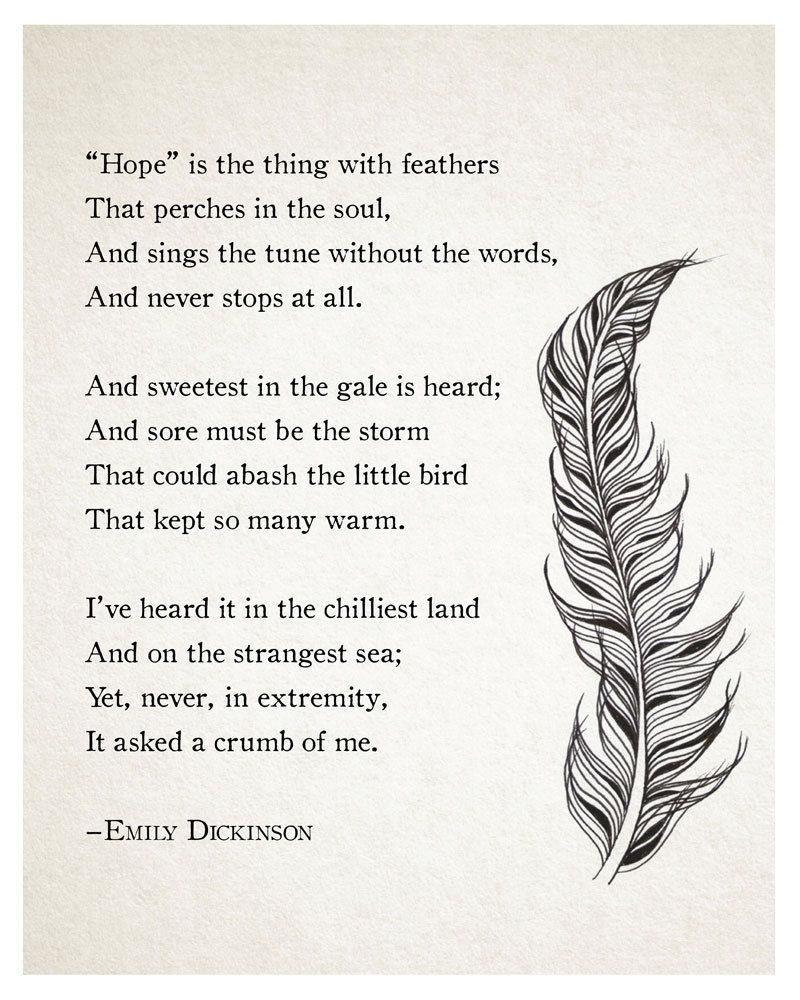 “Hope” is the thing with feathers
That perches in the soul,
And sings the tune without the words,
And never stops at all.
And sweetest in the gale is heard;
And sore must be the storm
That could abash the little bird
That kept so many warm.
I’ve heard it in the chilliest land
And on the strangest sea;
Yet, never, in extremity,
It asked a crumb of me.
–Emily Dickinson